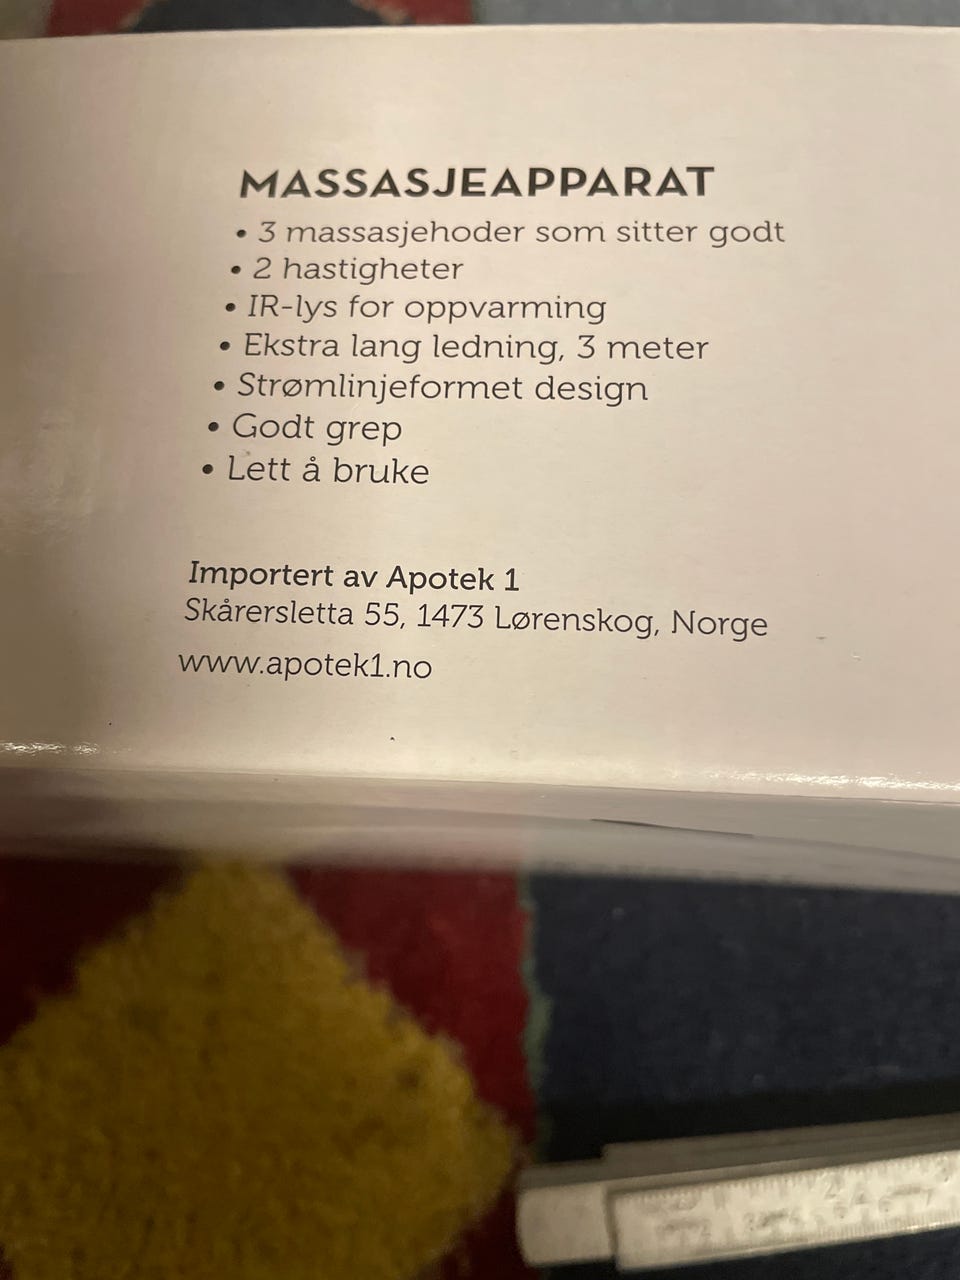 MASSASJEAPPARAT
• 3 massasjehoder som sitter godt
• 2 hastigheter
• IR-lys for oppvarming
• Ekstra lang ledning, 3 meter
• Strømlinjeformet design
• Godt grep
• Lett å bruke
Importert av Apotek 1
Skårersletta 55, 1473 Lørenskog, Norge
www.apotek1.no